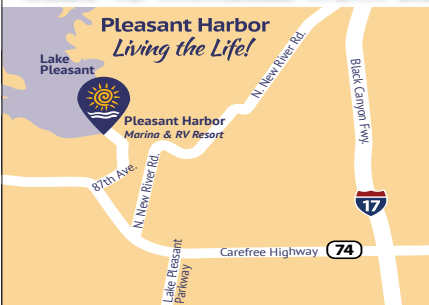 Pleasant Harbor
Living the Life!
Lake
Pleasant
N. New River Rd.
Black Canyon Fwy.
Pleasant Harbor
Marina & RV Resort
87th Ave.
N. New River Rd.
17
Carefree Highway 74
Lake Pleasant
Parkway